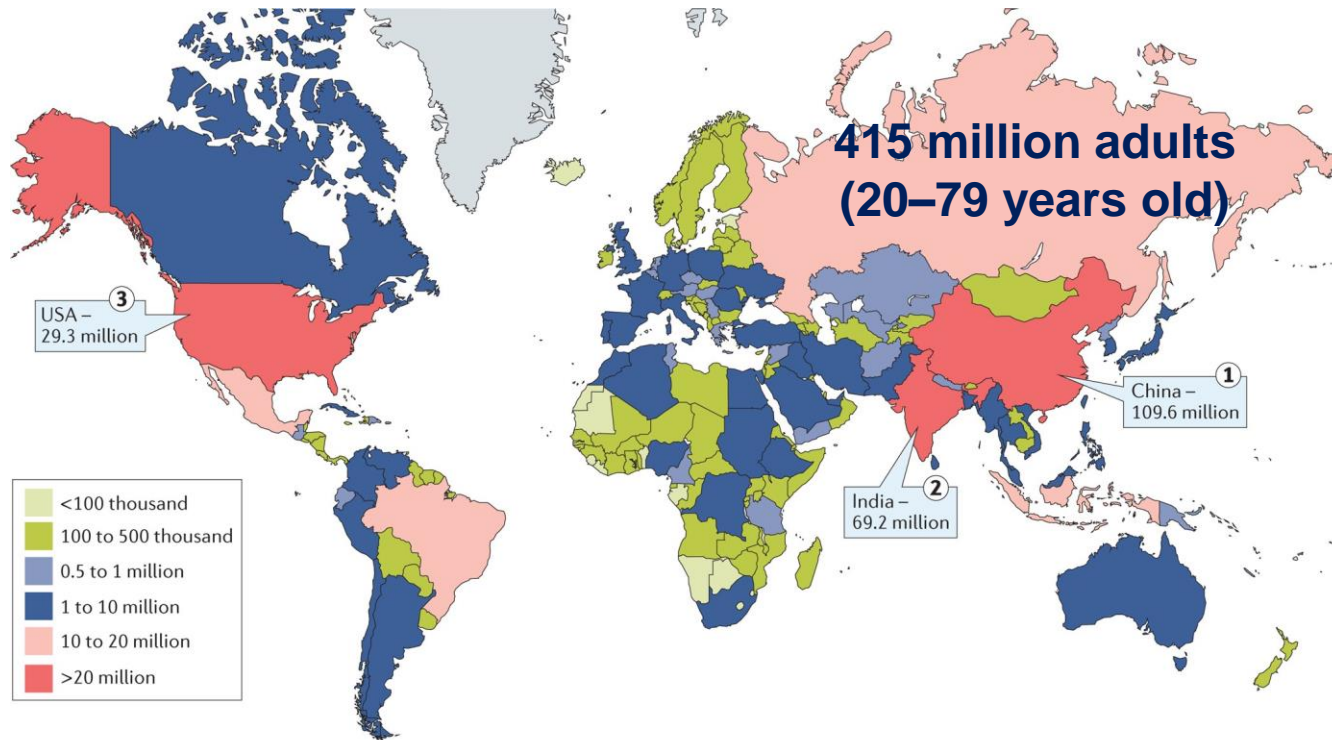 415 million adults
(20–79 years old)
3
USA –
29.3 million
1
China –
109.6 million
2
India –
69.2 million
<100 thousand
100 to 500 thousand
0.5 to 1 million
1 to 10 million
10 to 20 million
>20 million